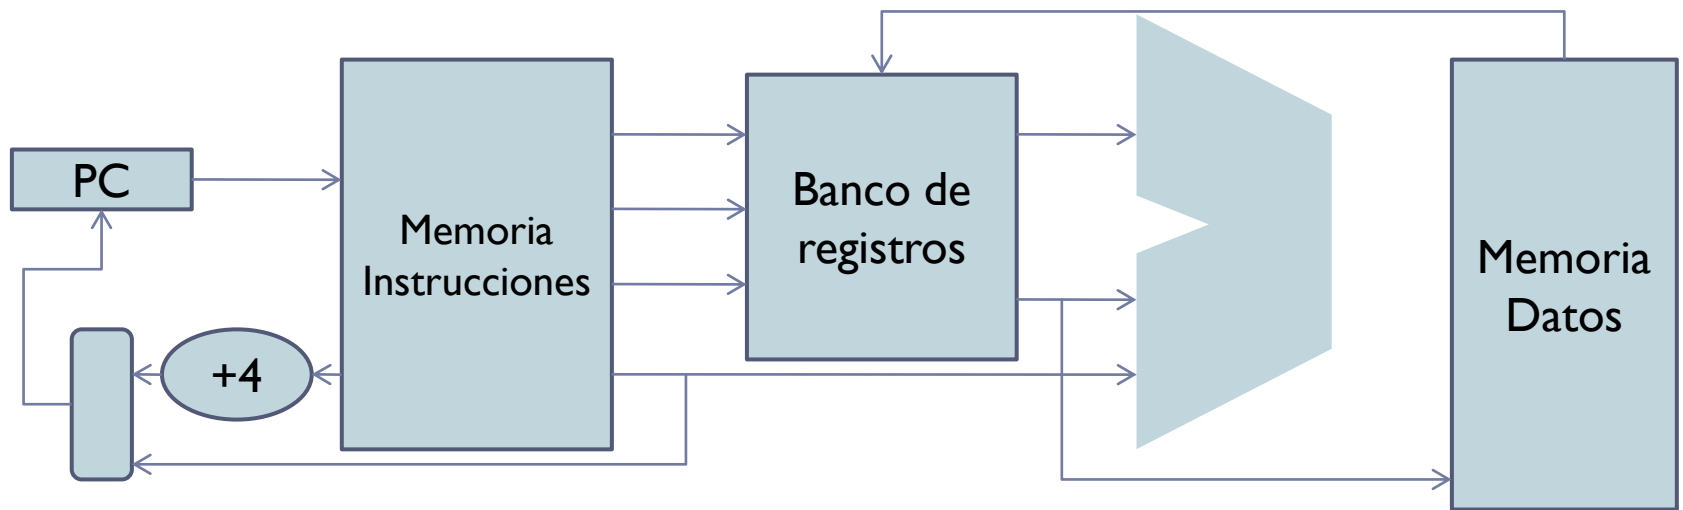 PC
+4
Memoria
Instrucciones
Banco de
registros
Memoria
Datos